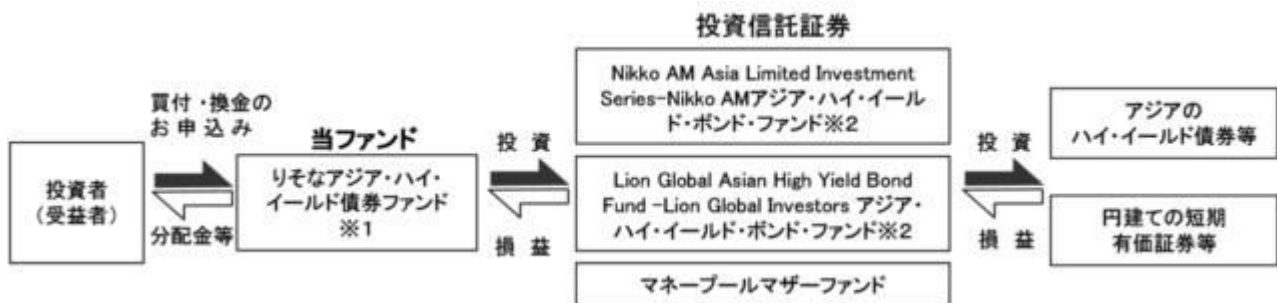 投資信託証券
Nikko AM Asia Limited Investment
Series-Nikko AMアジア・ハイ・イール
ド・ボンド・ファンド※2
買付・換金の
お申込み
当ファンド
投資
投資
アジアの
ハイ・イールド債券等
投資者
(受益者)
りそなアジア・ハイ・
イールド債券ファンド
※1
Lion Global Asian High Yield Bond
Fund -Lion Global Investors アジア・
ハイ・イールド・ボンド・ファンド※2
分配金等
損益
損益
円建ての短期
有価証券等
マネープールマザーファンド